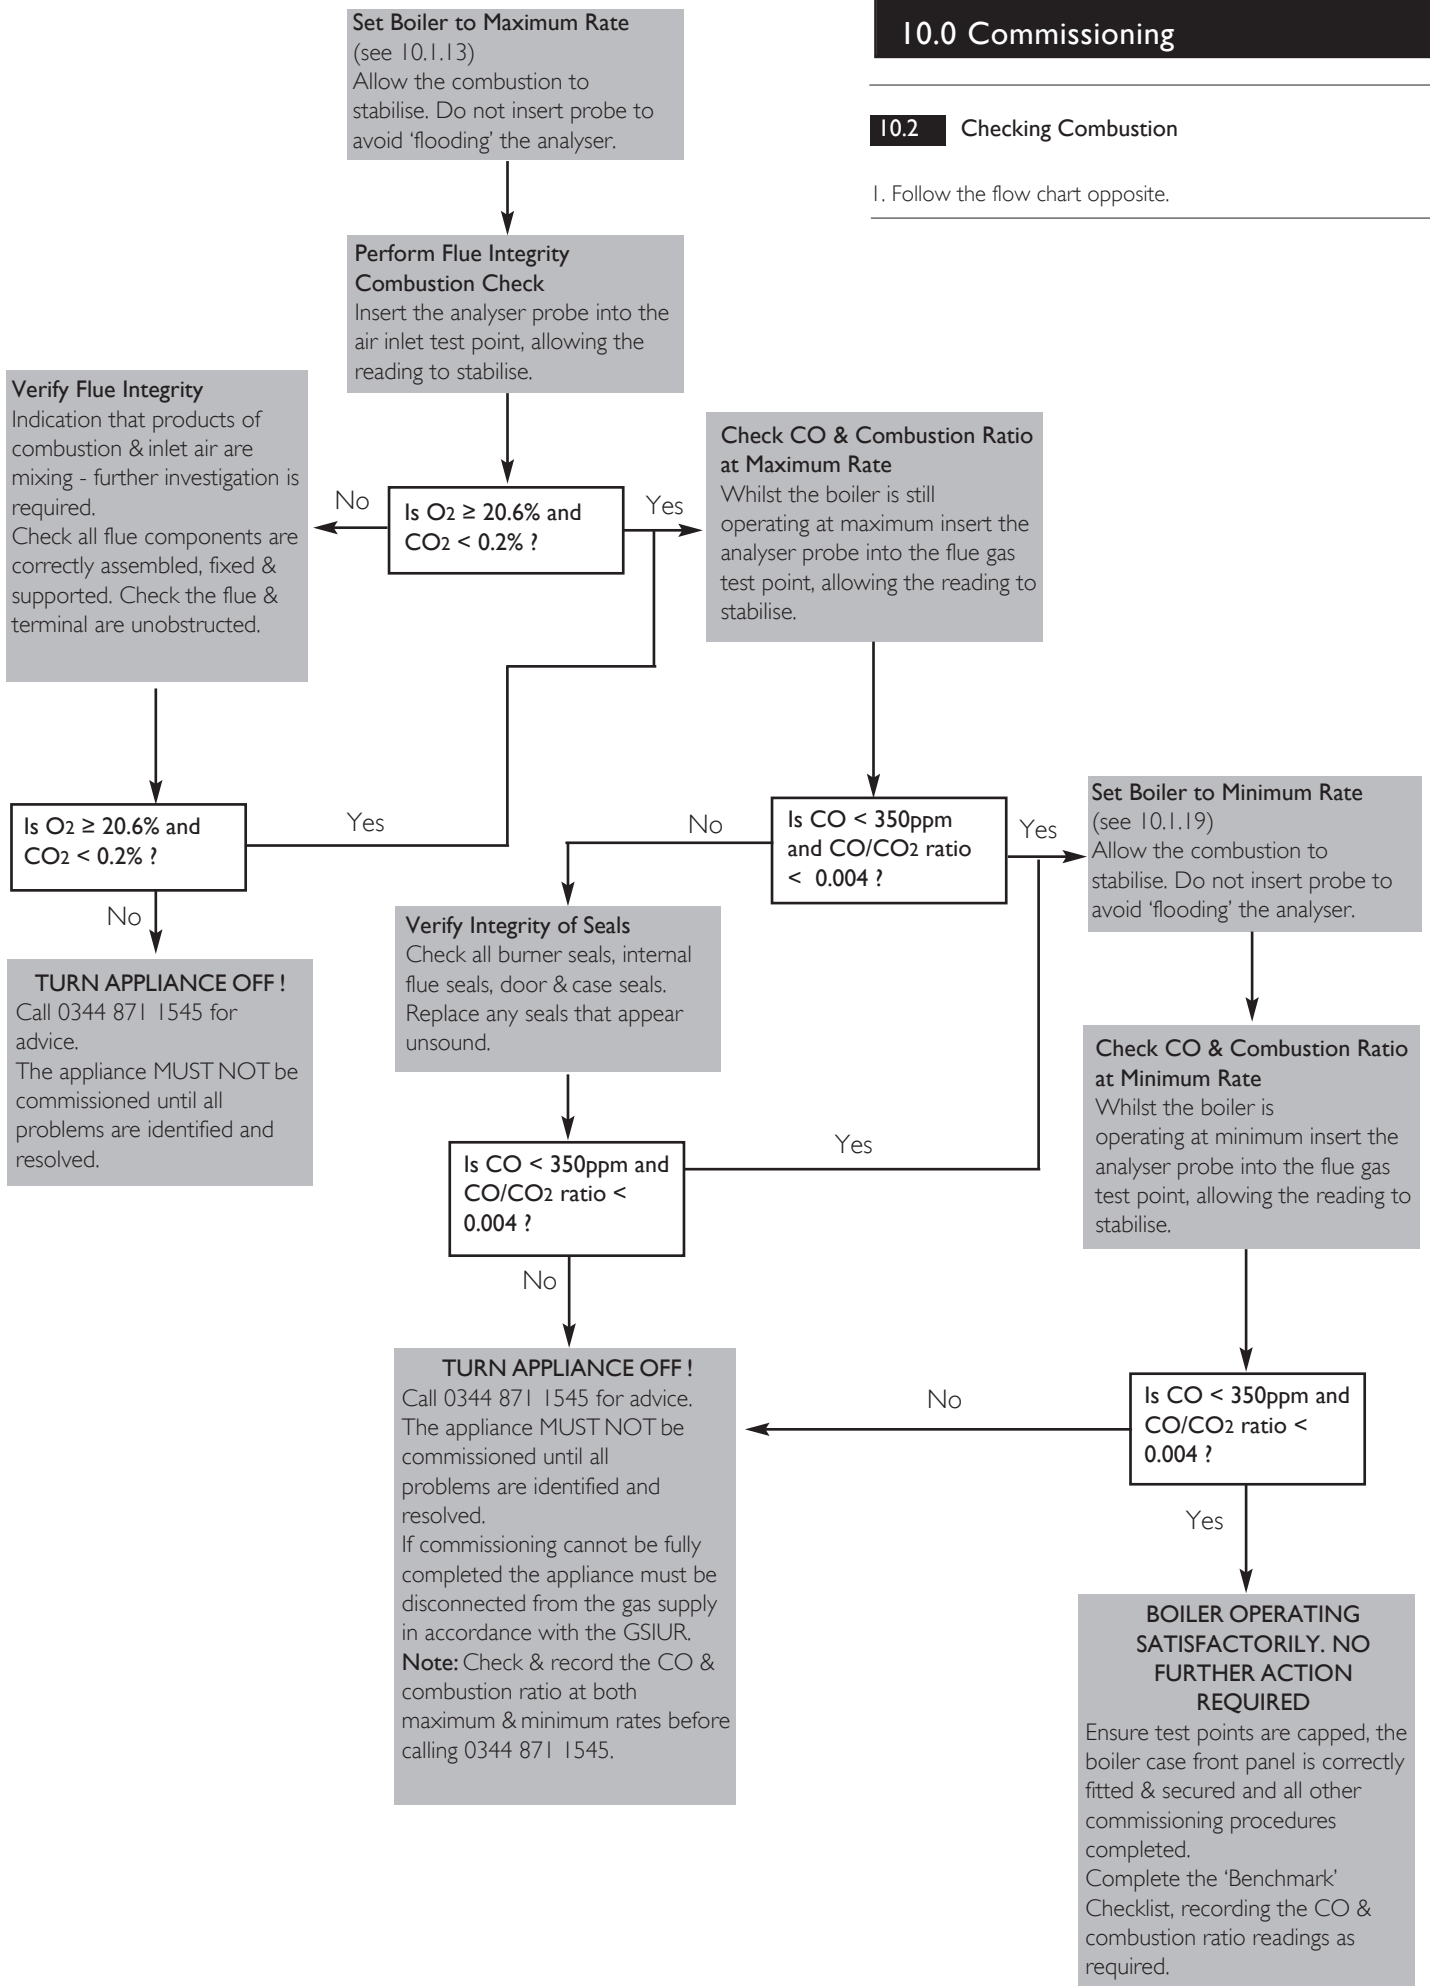 10.0 Commissioning
10.2 Checking Combustion
1. Follow the flow chart opposite.
Set Boiler to Maximum Rate
(see 10.1.13)
Allow the combustion to
stabilise. Do not insert probe to
avoid ‘flooding’ the analyser.
Perform Flue Integrity
Combustion Check
Insert the analyser probe into the
air inlet test point, allowing the
reading to stabilise.
Is O2 ≥ 20.6% and
CO2 < 0.2% ?
No
Yes
Verify Flue Integrity
Indication that products of
combustion & inlet air are
mixing - further investigation is
required.
Check all flue components are
correctly assembled, fixed &
supported. Check the flue &
terminal are unobstructed.
Is O2 ≥ 20.6% and
CO2 < 0.2% ?
Yes
No
TURN APPLIANCE OFF !
Call 0344 871 1545 for
advice.
The appliance MUST NOT be
commissioned until all
problems are identified and
resolved.
Check CO & Combustion Ratio
at Maximum Rate
Whilst the boiler is still
operating at maximum insert the
analyser probe into the flue gas
test point, allowing the reading to
stabilise.
Is CO < 350ppm
and CO/CO2 ratio
< 0.004 ?
No
Yes
Verify Integrity of Seals
Check all burner seals, internal
flue seals, door & case seals.
Replace any seals that appear
unsound.
Is CO < 350ppm and
CO/CO2 ratio <
0.004 ?
Yes
No
TURN APPLIANCE OFF !
Call 0344 871 1545 for advice.
The appliance MUST NOT be
commissioned until all
problems are identified and
resolved.
If commissioning cannot be fully
completed the appliance must be
disconnected from the gas supply
in accordance with the GSIUR.
Note: Check & record the CO &
combustion ratio at both
maximum & minimum rates before
calling 0344 871 1545.
Set Boiler to Minimum Rate
(see 10.1.19)
Allow the combustion to
stabilise. Do not insert probe to
avoid ‘flooding’ the analyser.
Check CO & Combustion Ratio
at Minimum Rate
Whilst the boiler is
operating at minimum insert the
analyser probe into the flue gas
test point, allowing the reading to
stabilise.
Is CO < 350ppm and
CO/CO2 ratio <
0.004 ?
No
Yes
BOILER OPERATING
SATISFACTORILY. NO
FURTHER ACTION
REQUIRED
Ensure test points are capped, the
boiler case front panel is correctly
fitted & secured and all other
commissioning procedures
completed.
Complete the ‘Benchmark’
Checklist, recording the CO &
combustion ratio readings as
required.